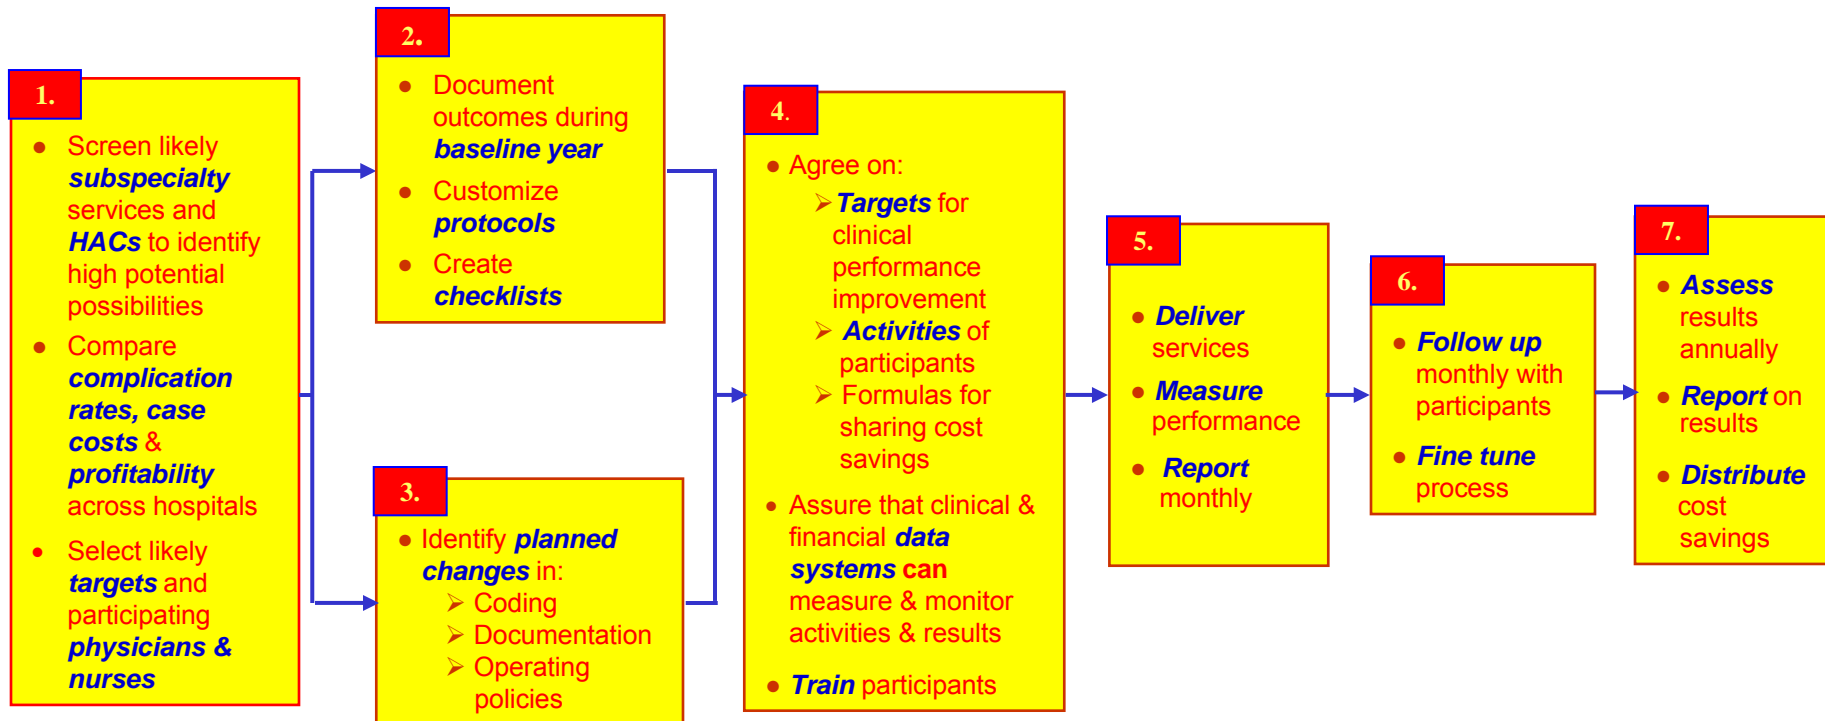 1.
● Screen likely
subspecialty
services and
HACs to identify
high potential
possibilities
● Compare
complication
rates, case
costs &
profitability
across hospitals
● Select likely
targets and
participating
physicians &
nurses
2.
● Document
outcomes during
baseline year
● Customize
protocols
● Create
checklists
3.
● Identify planned
changes in:
➢ Coding
➢ Documentation
➢ Operating
policies
4.
● Agree on:
➢ Targets for
clinical
performance
improvement
➢ Activities of
participants
➢ Formulas for
sharing cost
savings
● Assure that clinical &
financial data
systems can
measure & monitor
activities & results
● Train participants
5.
● Deliver
services
● Measure
performance
● Report
monthly
6.
● Follow up
monthly with
participants
● Fine tune
process
7.
● Assess
results
annually
● Report on
results
● Distribute
cost
savings